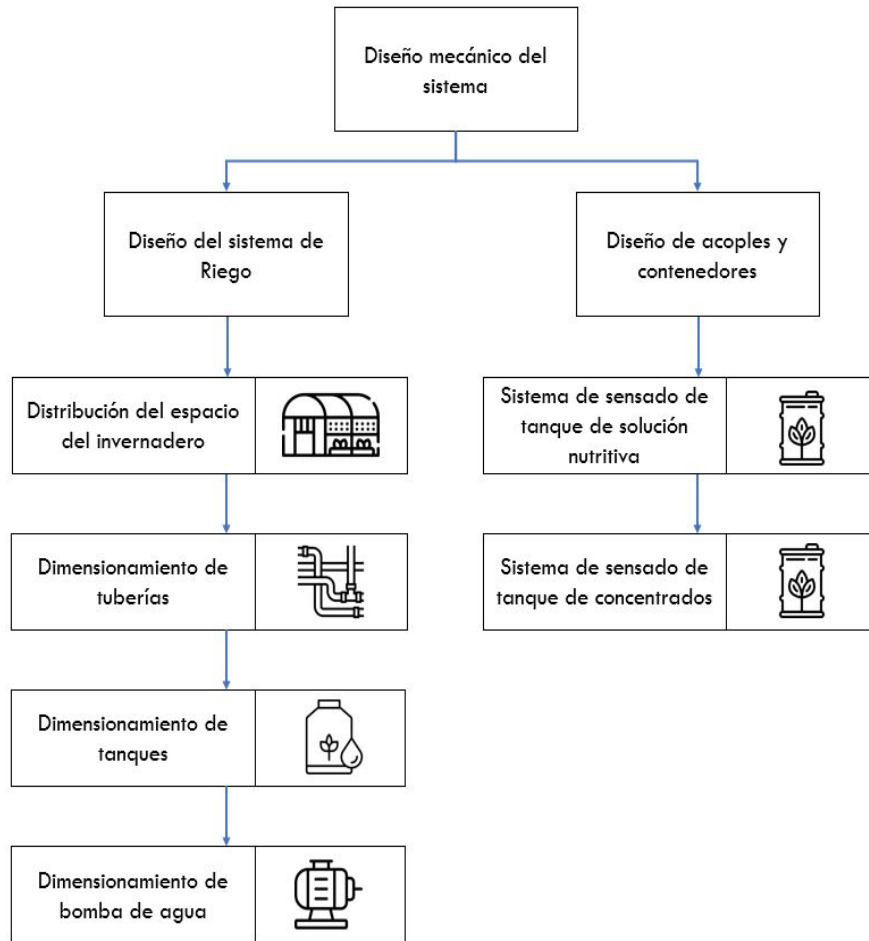 Diseño mecánico del
sistema
Diseño del sistema de
Riego
Diseño de acoples y
contenedores
Distribución del espacio
del invernadero
Sistema de sensado de
tanque de solución
nutritiva
Dimensionamiento de
tuberías
Sistema de sensado de
tanque de concentrados
Dimensionamiento de
tanques
Dimensionamiento de
bomba de agua